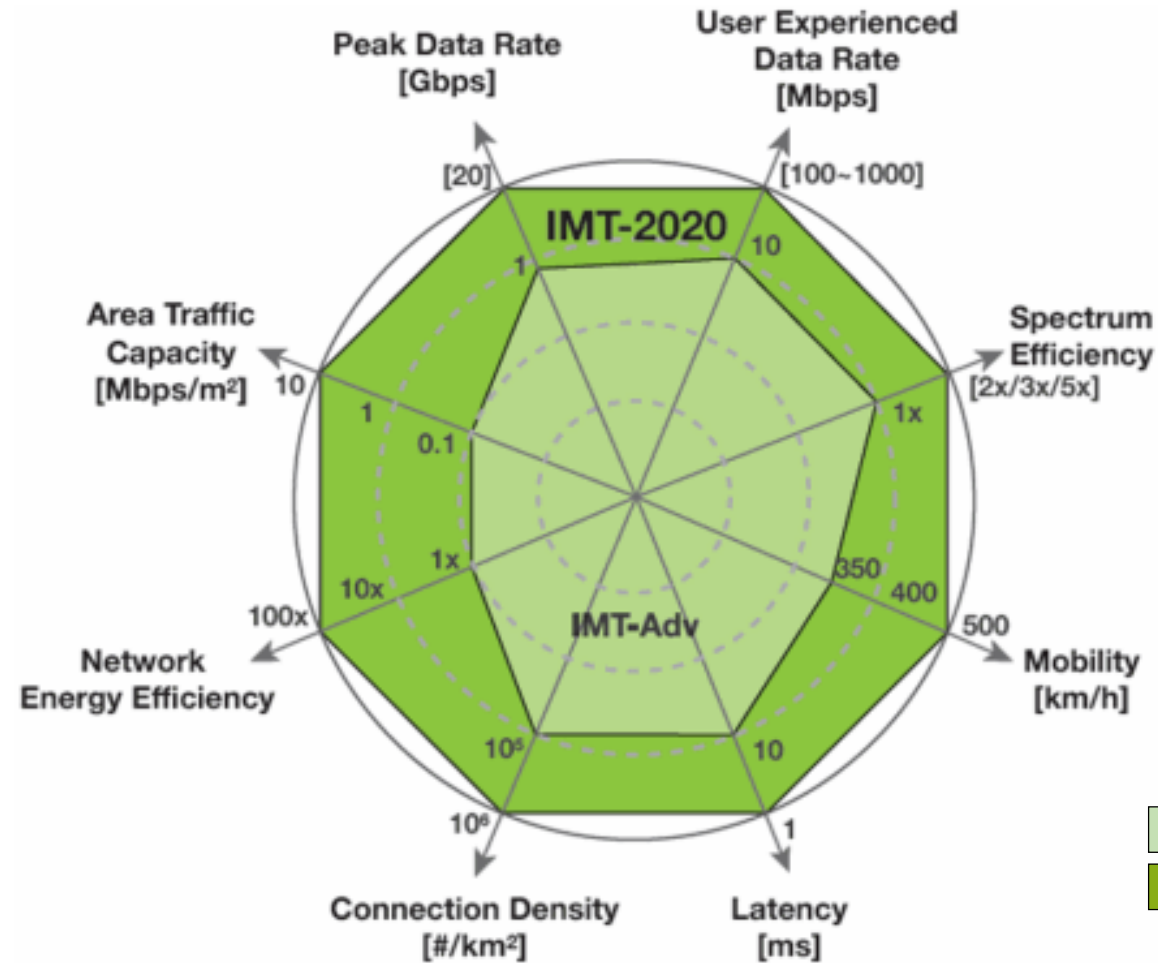 User Experienced
Data Rate
[Mbps]
Peak Data Rate
[Gbps]
[20]
[100~1000]
IMT-2020
1
10
Area Traffic
Capacity
[Mbps/m²]
Spectrum
Efficiency
[2x/3x/5x]
10
1
0.1
1x
1x
10x
100x
350
400
500
Network
Energy Efficiency
IMT-Adv
Mobility
[km/h]
10⁵
10
10⁶
1
Connection Density
[#/km²]
Latency
[ms]